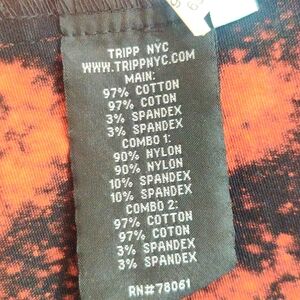 TRIPP NYC
WWW.TRIPPNYC.COM
MAIN:
97% COTTON
97% COTON
3% SPANDEX
3% SPANDEX
COMBO 1:
90% NYLON
90% NYLON
10% SPANDEX
10% SPANDEX
COMBO 2:
97% COTTON
97% COTON
3% SPANDEX
3% SPANDEX
RN#78061